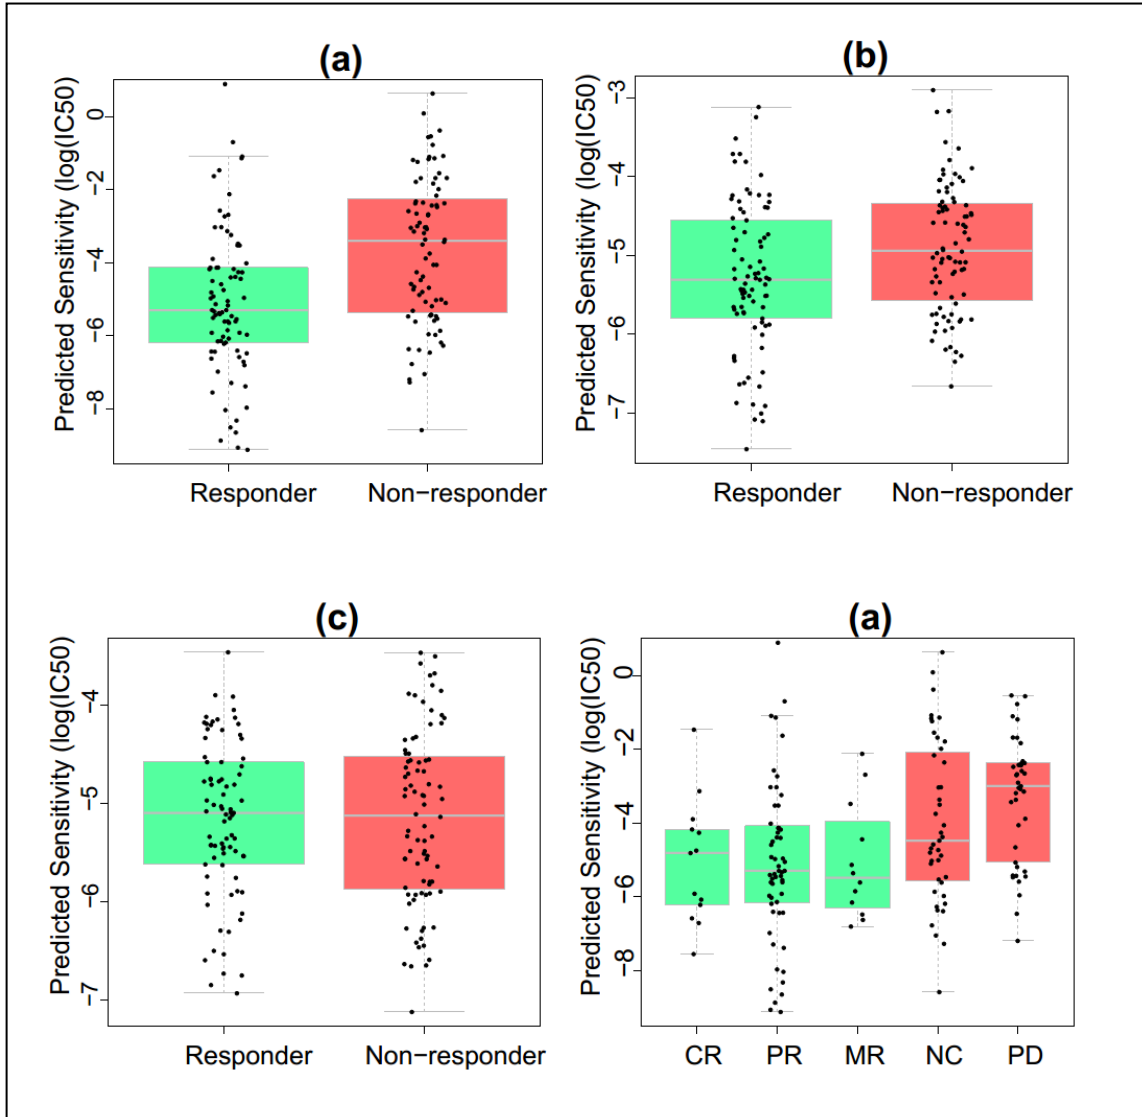 (a)
Predicted Sensitivity (log(IC50)
0
−2
−4
−6
−8
Responder
Non−responder
(b)
Predicted Sensitivity (log(IC50)
−3
−4
−5
−6
−7
Responder
Non−responder
(c)
Predicted Sensitivity (log(IC50)
−4
−5
−6
−7
Responder
Non−responder
(a)
Predicted Sensitivity (log(IC50)
0
−2
−4
−6
−8
CR
PR
MR
NC
PD